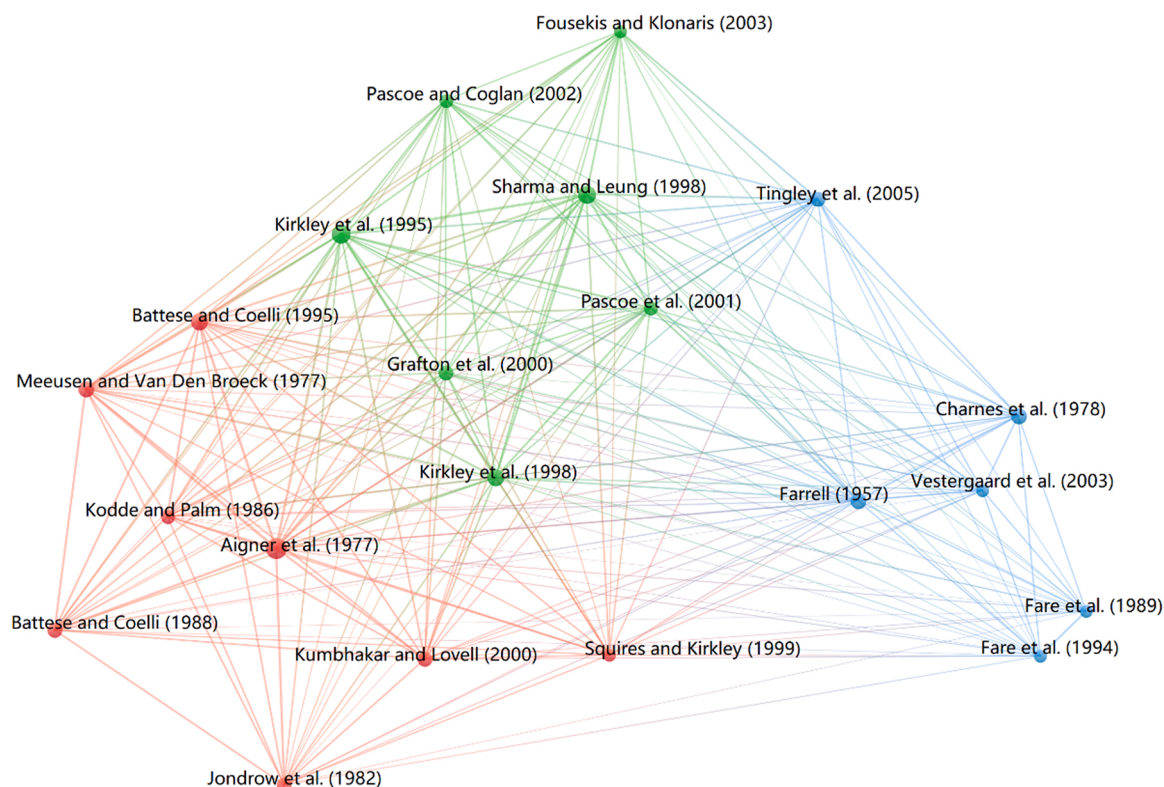 Fousekis and Klonaris (2003)
Pascoe and Coglan (2002)
Sharma and Leung (1998)
Tingley et al. (2005)
Kirkley et al. (1995)
Pascoe et al. (2001)
Battese and Coelli (1995)
Grafton et al. (2000)
Meeusen and Van Den Broeck (1977)
Charnes et al. (1978)
Kirkley et al. (1998)
Vestergaard et al. (2003)
Farrell (1957)
Kodde and Palm (1986)
Aigner et al. (1977)
Fare et al. (1989)
Battese and Coelli (1988)
Fare et al. (1994)
Squires and Kirkley (1999)
Kumbhakar and Lovell (2000)
Jondrow et al. (1982)